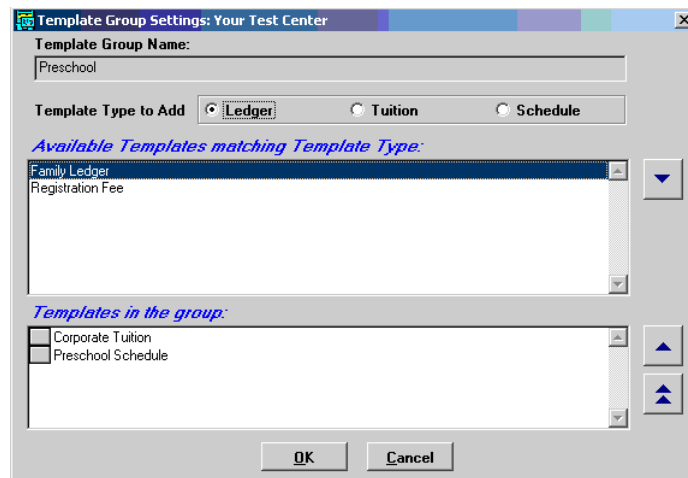 Template Group Settings: Your Test Center
Template Group Name:
Preschool
Template Type to Add Ledger Tuition Schedule
Available Templates matching Template Type:
Family Ledger
Registration Fee
Templates in the group:
Corporate Tuition
Preschool Schedule
OK Cancel